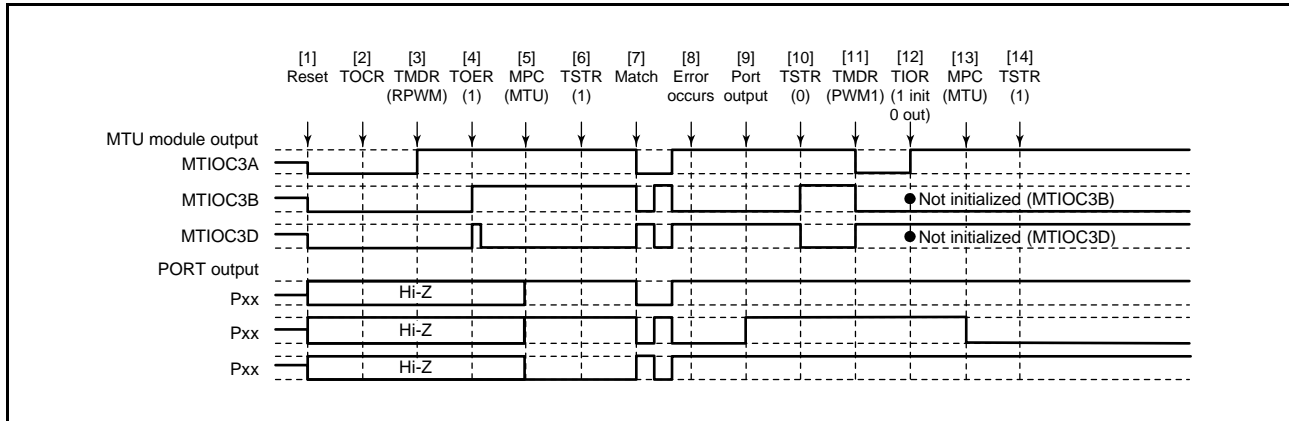 [1] [2] [3] [4] [5] [6] [7] [8] [9] [10] [11] [12] [13] [14]
Reset TOCR TMDR TOER MPC TSTR Match Error Port TSTR TMDR TIOR MPC TSTR
(RPWM) (1) (MTU) (1) occurs output (0) (PWM1) (1 init (MTU) (1)
0 out)
MTU module output
MTIOC3A
MTIOC3B
Not initialized (MTIOC3B)
MTIOC3D
Not initialized (MTIOC3D)
PORT output
Pxx
Hi-Z
Pxx
Hi-Z
Pxx
Hi-Z